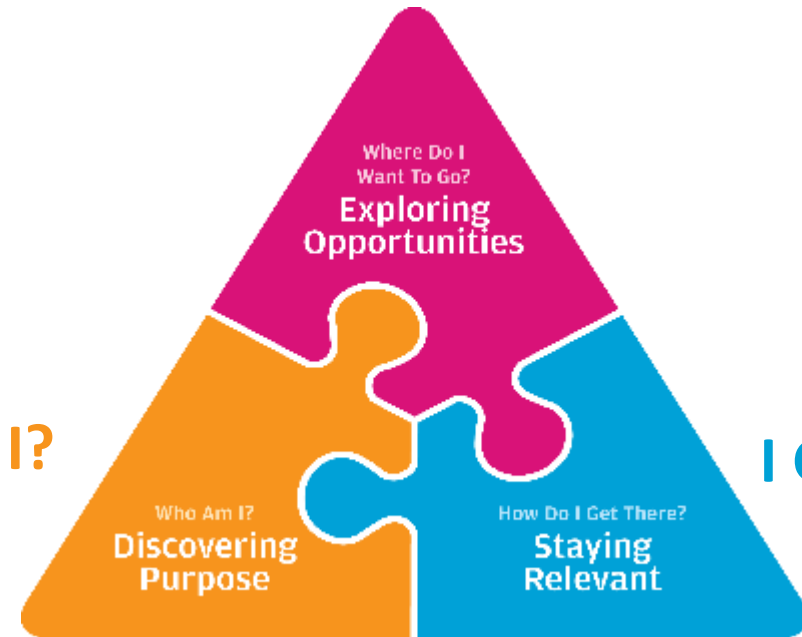 Where Do I
Want To Go?
Exploring
Opportunities
I?
I
Who Am I?
Discovering
Purpose
How Do I Get There?
Staying
Relevant